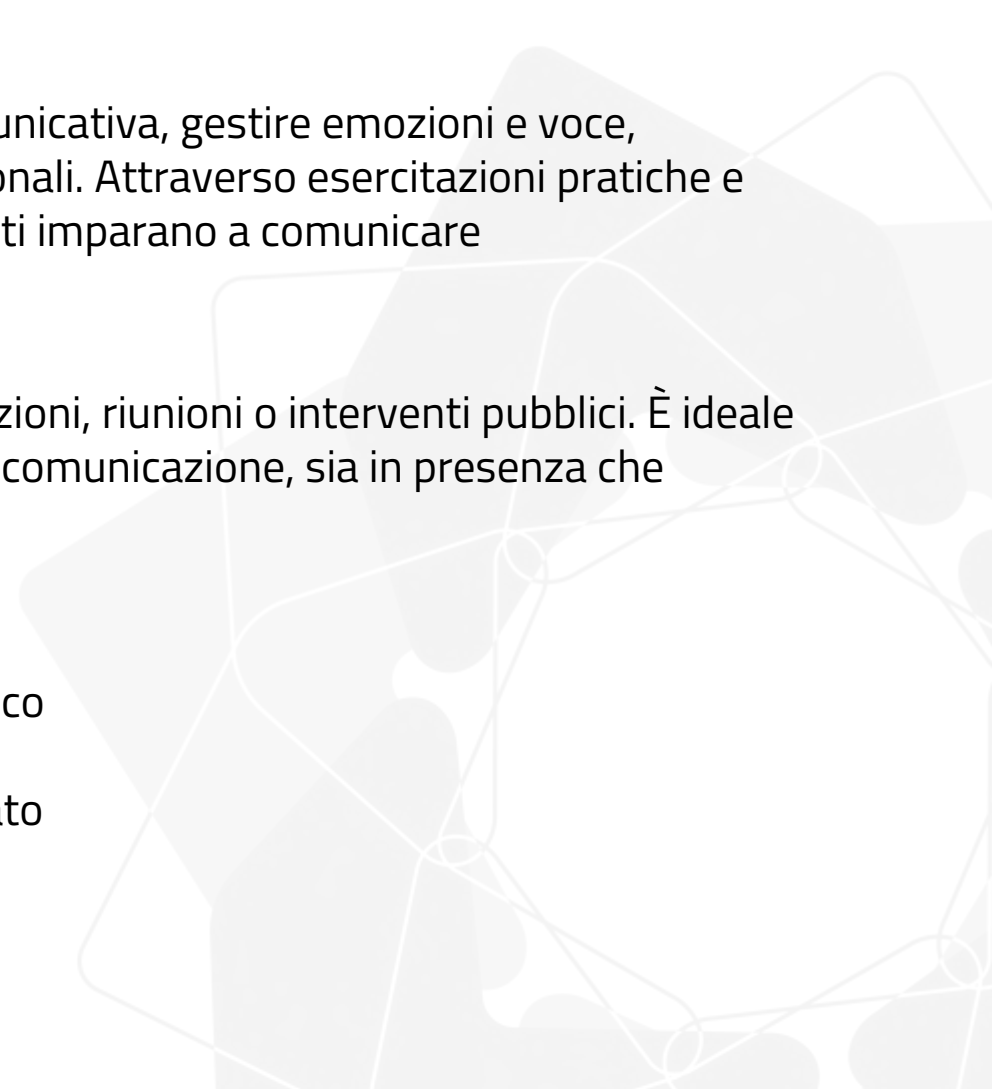 unicativa, gestire emozioni e voce,
onali. Attraverso esercitazioni pratiche e
ti imparano a comunicare
zioni, riunioni o interventi pubblici. È ideale
comunicazione, sia in presenza che
co
ato